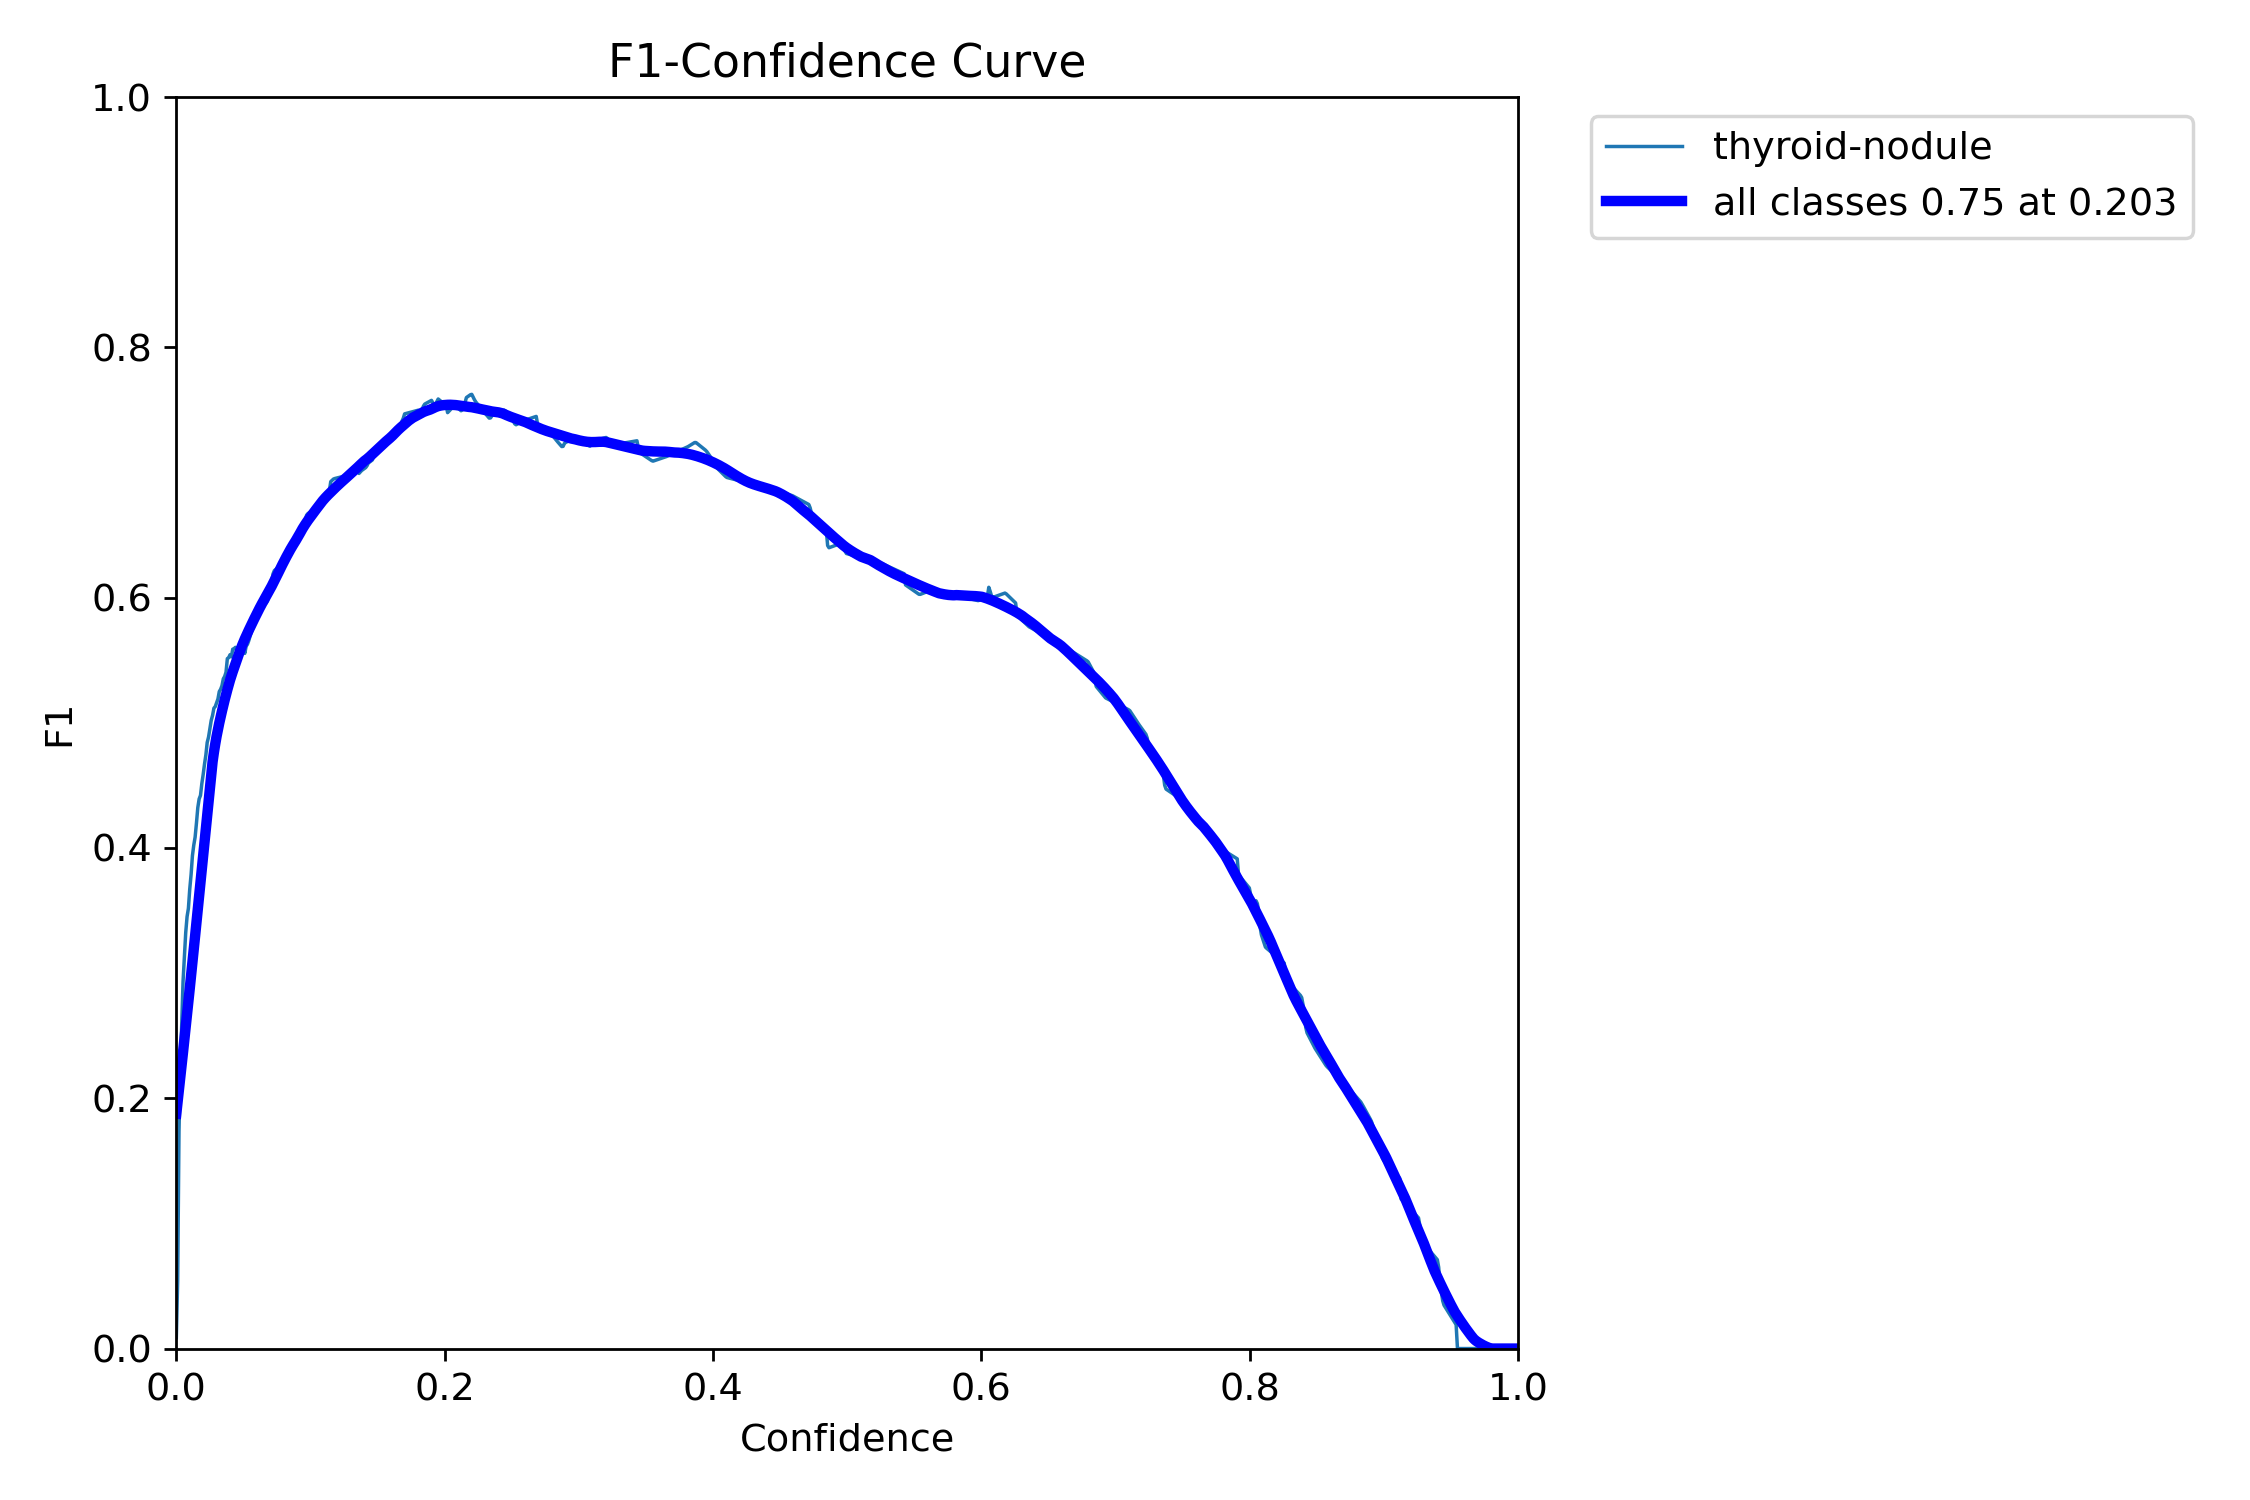 F1-Confidence Curve
1.0
0.8
0.6
0.4
0.2
0.0
F1
0.0 0.2 0.4 0.6 0.8 1.0
Confidence
thyroid-nodule
all classes 0.75 at 0.203